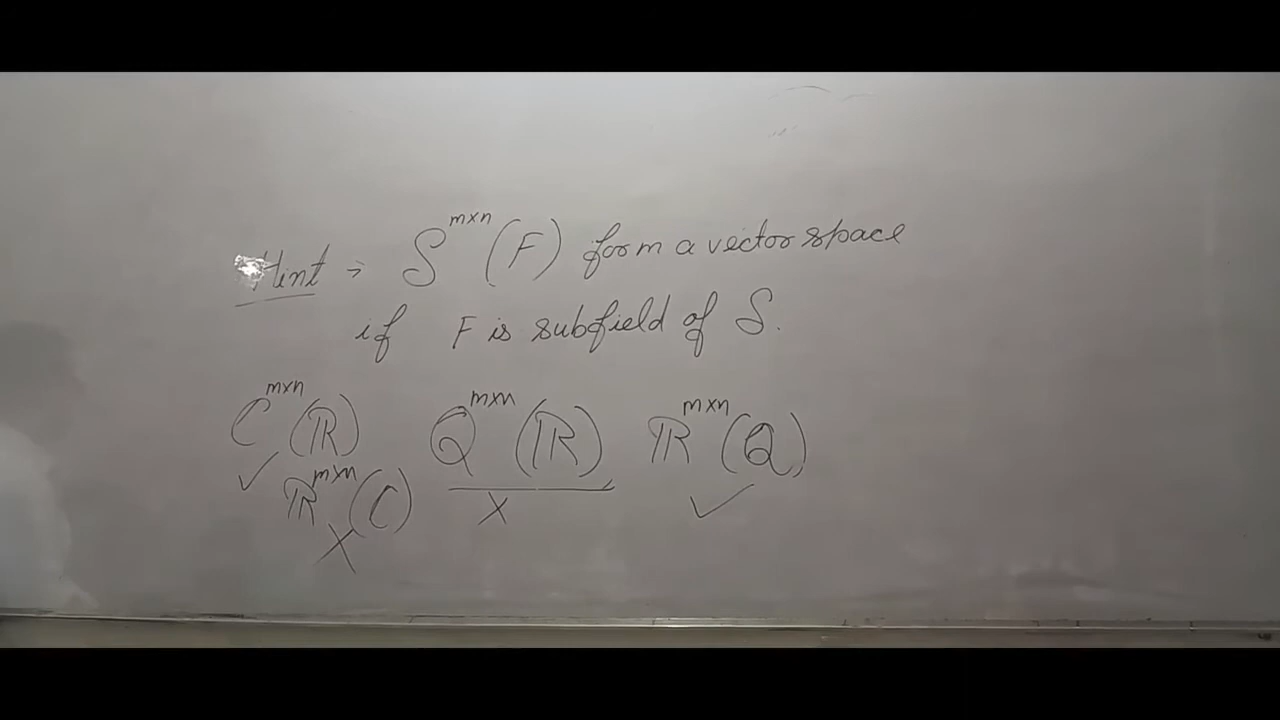 Hint → S^{m×n}(F) form a vector space
if F is subfield of S.
C^{m×n}(R) Q^{m×n}(R) R^{m×n}(Q)
✓ R^{m×n}(C) X ✓
X